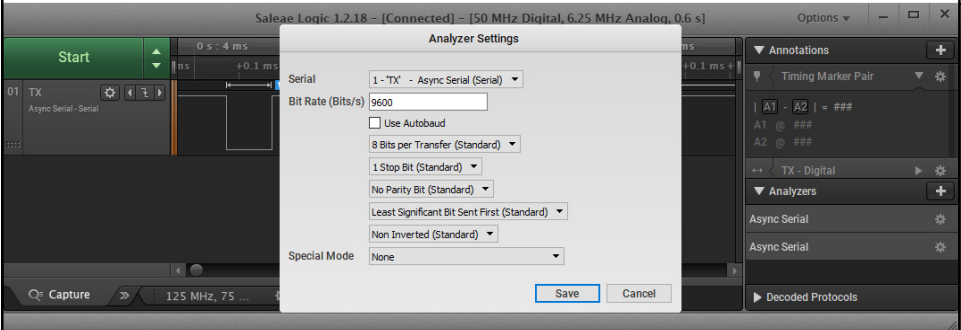 Saleae Logic 1.2.18 - [Connected] - [50 MHz Digital, 6.25 MHz Analog, 0.6 s]
Options
Start
0 s : 4 ms
ms
ns
+0.1 ms
+0.1 ms
01 TX
Async Serial - Serial
Analyzer Settings
Serial
1 - 'TX' - Async Serial (Serial)
Bit Rate (Bits/s)
9600
Use Autobaud
8 Bits per Transfer (Standard)
1 Stop Bit (Standard)
No Parity Bit (Standard)
Least Significant Bit Sent First (Standard)
Non Inverted (Standard)
Special Mode
None
Save
Cancel
Annotations
Timing Marker Pair
| A1 - A2 | = ###
A1 @ ###
A2 @ ###
TX - Digital
Analyzers
Async Serial
Async Serial
Decoded Protocols
Capture
125 MHz, 75 ...